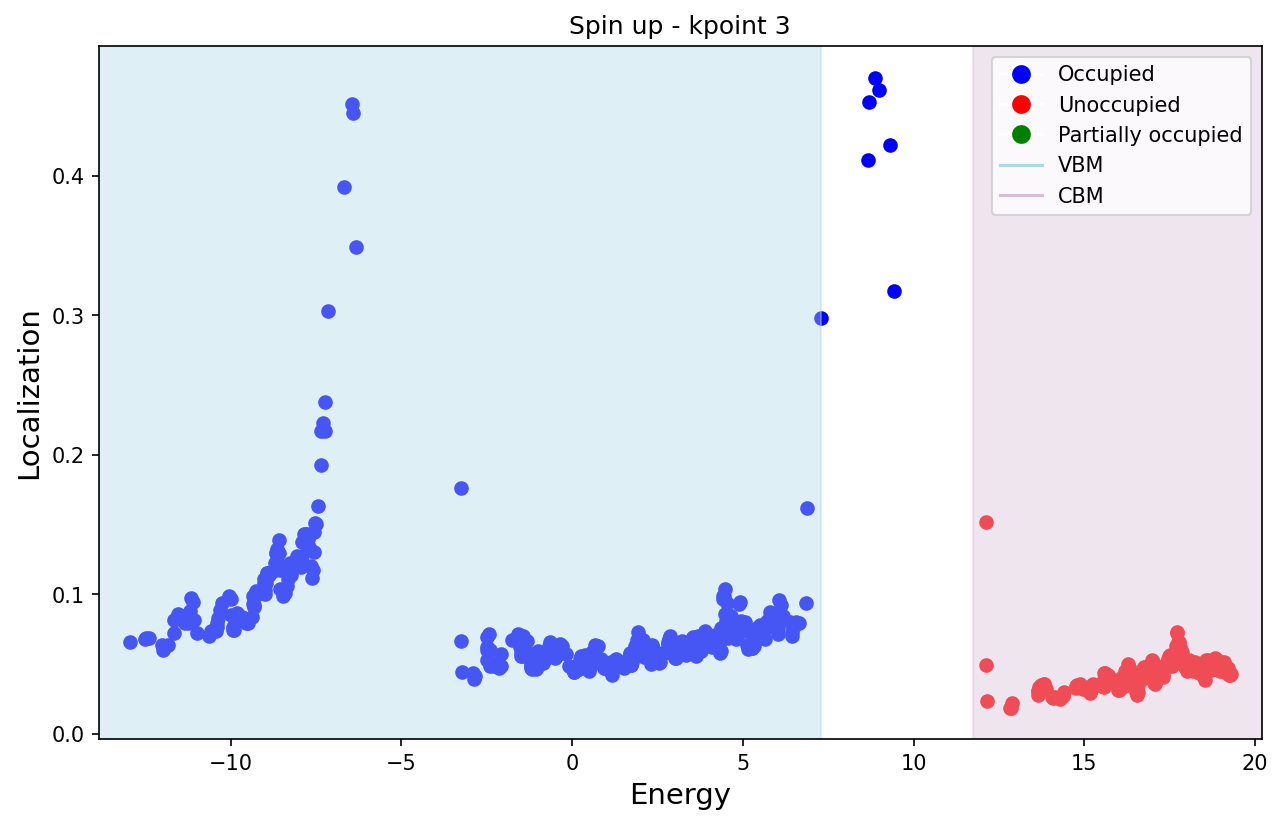 Spin up - kpoint 3
Localization
0.4
0.3
0.2
0.1
0.0
Occupied
Unoccupied
Partially occupied
VBM
CBM
−10
−5
0
5
10
15
20
Energy